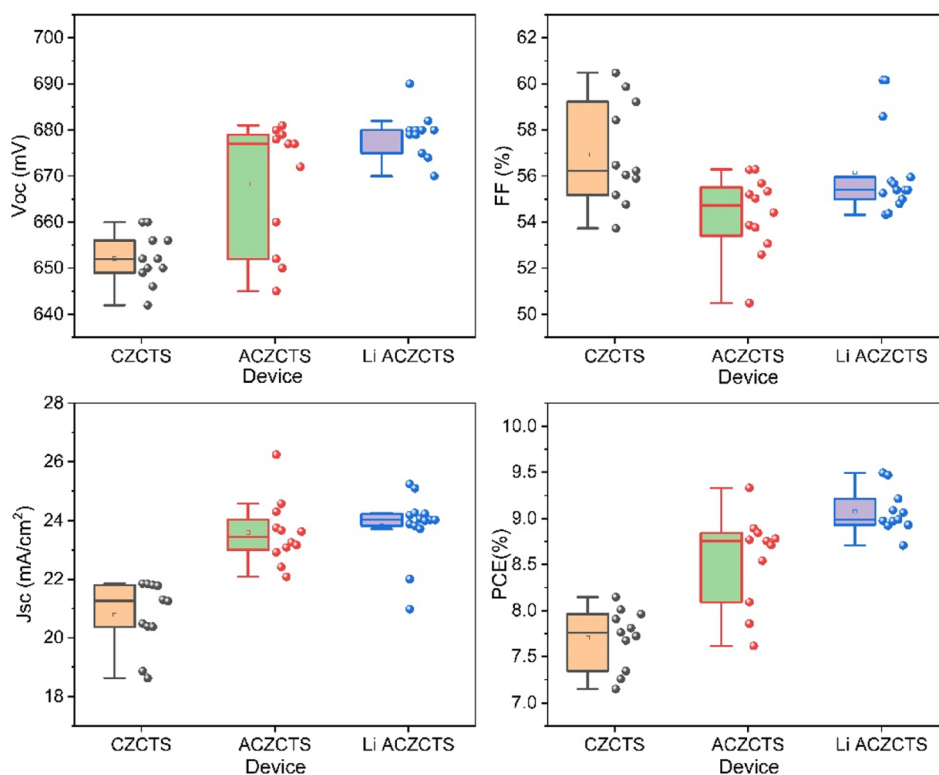 Voc (mV)
700
690
680
670
660
650
640
CZCTS
ACZCTS
Li ACZCTS
Device
FF (%)
62
60
58
56
54
52
50
CZCTS
ACZCTS
Li ACZCTS
Device
Jsc (mA/cm²)
28
26
24
22
20
18
CZCTS
ACZCTS
Li ACZCTS
Device
PCE(%)
10.0
9.5
9.0
8.5
8.0
7.5
7.0
CZCTS
ACZCTS
Li ACZCTS
Device